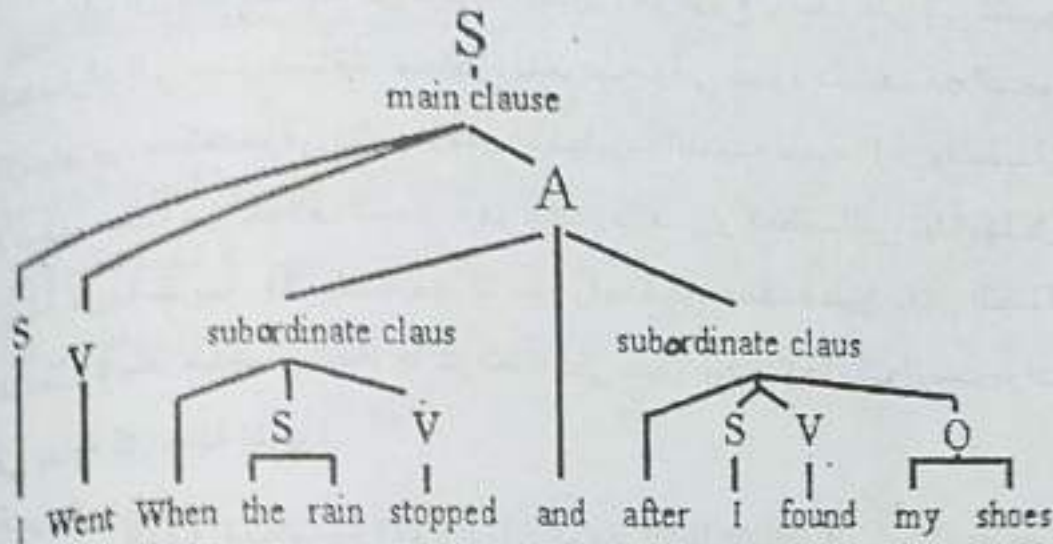 S
main clause
A
S V subordinate claus subordinate claus
S V S V O
I Went When the rain stopped and after I found my shoes